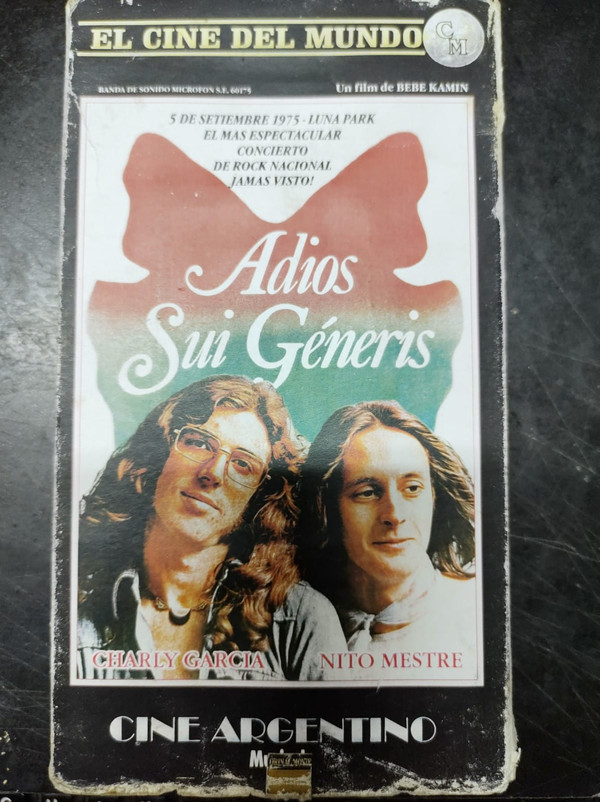 EL CINE DEL MUNDO
CM
BANDA DE SONIDO MICROFON S.E. 60175
Un film de BEBE KAMIN
5 DE SETIEMBRE 1975 - LUNA PARK
EL MAS ESPECTACULAR
CONCIERTO
DE ROCK NACIONAL
JAMAS VISTO!
Adios
Sui Géneris
CHARLY GARCIA
NITO MESTRE
CINE ARGENTINO